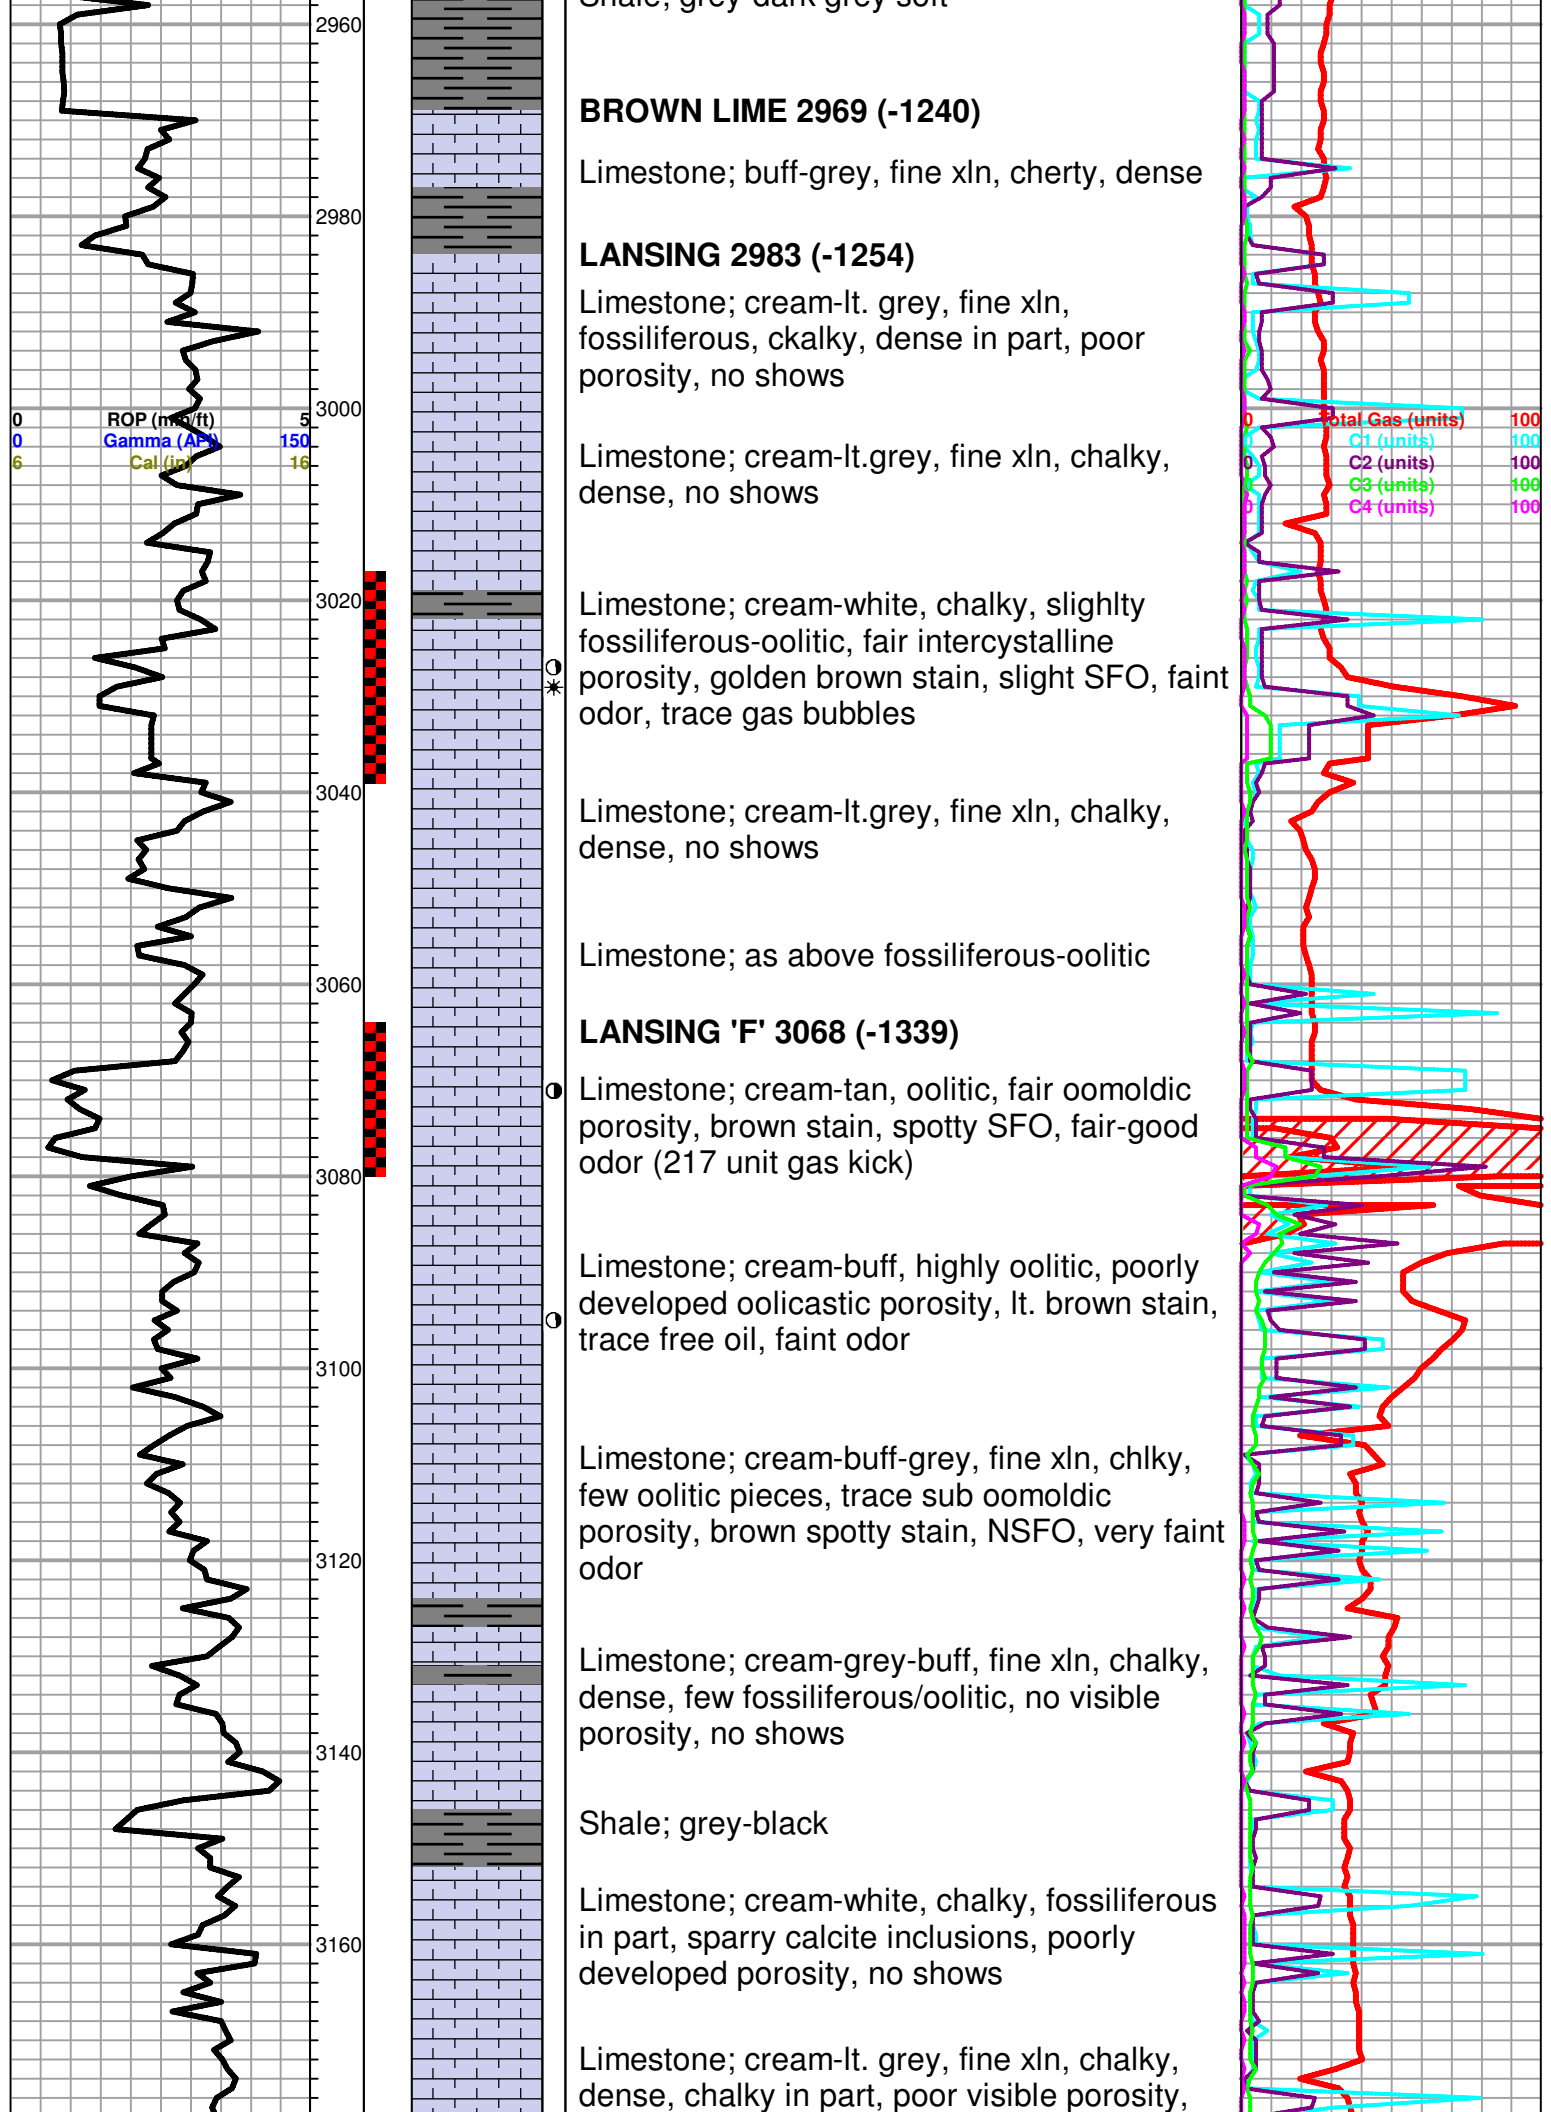 Shale; grey-dark grey soft
2960
BROWN LIME 2969 (-1240)
Limestone; buff-grey, fine xln, cherty, dense
2980
LANSING 2983 (-1254)
Limestone; cream-lt. grey, fine xln,
fossiliferous, ckalky, dense in part, poor
porosity, no shows
3000
0 ROP (min/ft) 5
0 Gamma (API) 150
6 Cal (in) 16
0 Total Gas (units) 100
0 C1 (units) 100
0 C2 (units) 100
0 C3 (units) 100
0 C4 (units) 100
Limestone; cream-lt.grey, fine xln, chalky,
dense, no shows
3020
Limestone; cream-white, chalky, slighlty
fossiliferous-oolitic, fair intercystalline
porosity, golden brown stain, slight SFO, faint
odor, trace gas bubbles
3040
Limestone; cream-lt.grey, fine xln, chalky,
dense, no shows
Limestone; as above fossiliferous-oolitic
3060
LANSING 'F' 3068 (-1339)
Limestone; cream-tan, oolitic, fair oomoldic
porosity, brown stain, spotty SFO, fair-good
odor (217 unit gas kick)
3080
Limestone; cream-buff, highly oolitic, poorly
developed oolicastic porosity, lt. brown stain,
trace free oil, faint odor
3100
Limestone; cream-buff-grey, fine xln, chlky,
few oolitic pieces, trace sub oomoldic
porosity, brown spotty stain, NSFO, very faint
odor
3120
Limestone; cream-grey-buff, fine xln, chalky,
dense, few fossiliferous/oolitic, no visible
porosity, no shows
3140
Shale; grey-black
Limestone; cream-white, chalky, fossiliferous
in part, sparry calcite inclusions, poorly
developed porosity, no shows
3160
Limestone; cream-lt. grey, fine xln, chalky,
dense, chalky in part, poor visible porosity,